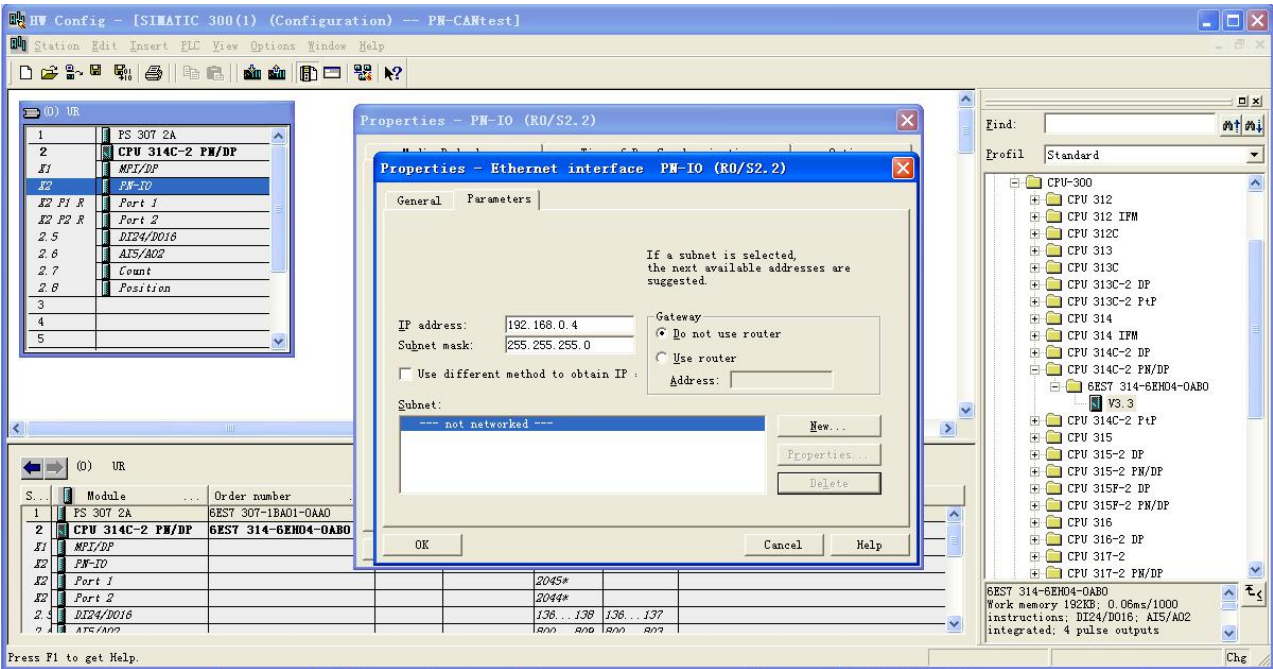 HW Config - [SIMATIC 300(1) (Configuration) -- PN-CANtest]
Station Edit Insert PLC View Options Window Help
(0) UR
1 PS 307 2A
2 CPU 314C-2 PN/DP
X1 MPI/DP
X2 PN-IO
X2 P1 R Port 1
X2 P2 R Port 2
2.5 DI24/DO16
2.6 AI5/AO2
2.7 Count
2.8 Position
3
4
5
Properties - PN-IO (R0/S2.2)
Properties - Ethernet interface PN-IO (R0/S2.2)
General Parameters
If a subnet is selected,
the next available addresses are
suggested.
IP address: 192.168.0.4
Subnet mask: 255.255.255.0
Use different method to obtain IP
Gateway
Do not use router
Use router
Address:
Subnet:
--- not networked ---
New...
Properties...
Delete
OK Cancel Help
Find:
Profil Standard
CPU-300
CPU 312
CPU 312 IFM
CPU 312C
CPU 313
CPU 313C
CPU 313C-2 DP
CPU 313C-2 PtP
CPU 314
CPU 314 IFM
CPU 314C-2 DP
CPU 314C-2 PN/DP
6ES7 314-6EH04-0AB0
V3.3
CPU 314C-2 PtP
CPU 315
CPU 315-2 DP
CPU 315-2 PN/DP
CPU 315F-2 DP
CPU 315F-2 PN/DP
CPU 316
CPU 316-2 DP
CPU 317-2
CPU 317-2 PN/DP
6ES7 314-6EH04-0AB0
Work memory 192KB; 0.06ms/1000
instructions; DI24/DO16; AI5/AO2
integrated; 4 pulse outputs
(0) UR
S... Module ... Order number
1 PS 307 2A 6ES7 307-1BA01-0AA0
2 CPU 314C-2 PN/DP 6ES7 314-6EH04-0AB0
X1 MPI/DP
X2 PN-IO
X2 Port 1 2045*
X2 Port 2 2044*
2.5 DI24/DO16 136...138 136...137
AI5/AO2 800...809 800...803
Press F1 to get Help.
Chg